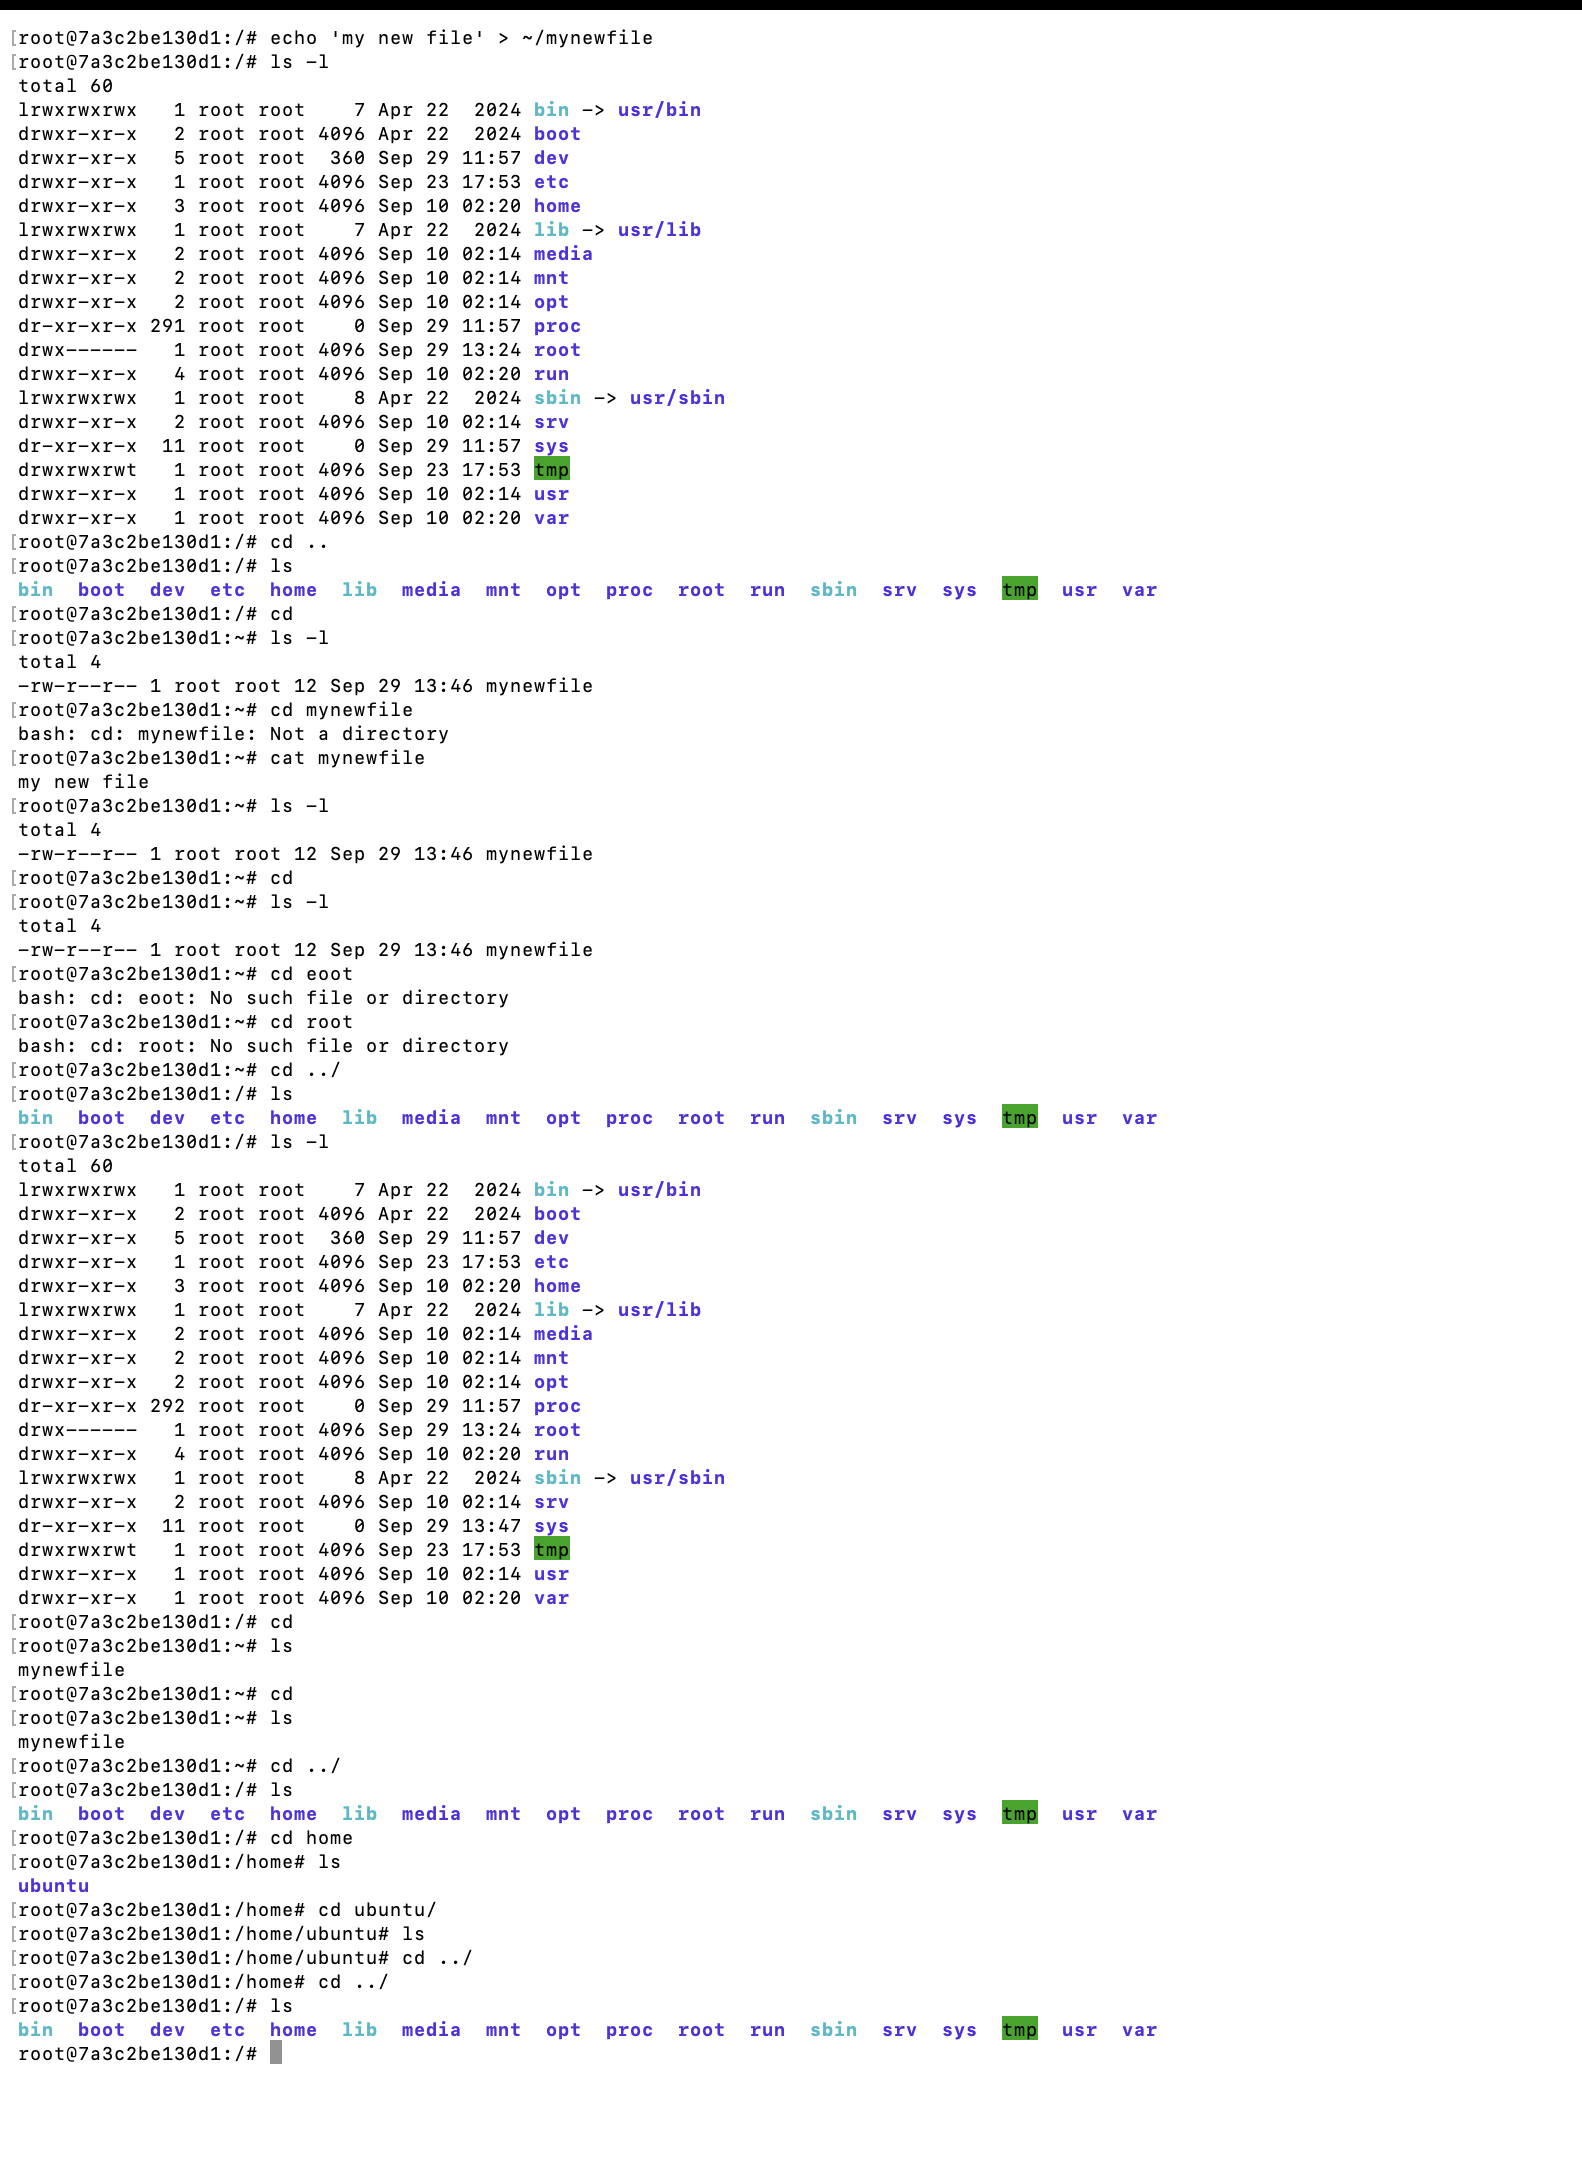 [root@7a3c2be130d1:/# echo 'my new file' > ~/mynewfile
[root@7a3c2be130d1:/# ls -l
total 60
lrwxrwxrwx   1 root root    7 Apr 22  2024 bin -> usr/bin
drwxr-xr-x   2 root root 4096 Apr 22  2024 boot
drwxr-xr-x   5 root root  360 Sep 29 11:57 dev
drwxr-xr-x   1 root root 4096 Sep 23 17:53 etc
drwxr-xr-x   3 root root 4096 Sep 10 02:20 home
lrwxrwxrwx   1 root root    7 Apr 22  2024 lib -> usr/lib
drwxr-xr-x   2 root root 4096 Sep 10 02:14 media
drwxr-xr-x   2 root root 4096 Sep 10 02:14 mnt
drwxr-xr-x   2 root root 4096 Sep 10 02:14 opt
dr-xr-xr-x 291 root root    0 Sep 29 11:57 proc
drwx------   1 root root 4096 Sep 29 13:24 root
drwxr-xr-x   4 root root 4096 Sep 10 02:20 run
lrwxrwxrwx   1 root root    8 Apr 22  2024 sbin -> usr/sbin
drwxr-xr-x   2 root root 4096 Sep 10 02:14 srv
dr-xr-xr-x  11 root root    0 Sep 29 11:57 sys
drwxrwxrwt   1 root root 4096 Sep 23 17:53 tmp
drwxr-xr-x   1 root root 4096 Sep 10 02:14 usr
drwxr-xr-x   1 root root 4096 Sep 10 02:20 var
[root@7a3c2be130d1:/# cd ..
[root@7a3c2be130d1:/# ls
bin  boot  dev  etc  home  lib  media  mnt  opt  proc  root  run  sbin  srv  sys  tmp  usr  var
[root@7a3c2be130d1:/# cd
[root@7a3c2be130d1:~# ls -l
total 4
-rw-r--r-- 1 root root 12 Sep 29 13:46 mynewfile
[root@7a3c2be130d1:~# cd mynewfile
bash: cd: mynewfile: Not a directory
[root@7a3c2be130d1:~# cat mynewfile
my new file
[root@7a3c2be130d1:~# ls -l
total 4
-rw-r--r-- 1 root root 12 Sep 29 13:46 mynewfile
[root@7a3c2be130d1:~# cd
[root@7a3c2be130d1:~# ls -l
total 4
-rw-r--r-- 1 root root 12 Sep 29 13:46 mynewfile
[root@7a3c2be130d1:~# cd eoot
bash: cd: eoot: No such file or directory
[root@7a3c2be130d1:~# cd root
bash: cd: root: No such file or directory
[root@7a3c2be130d1:~# cd ../
[root@7a3c2be130d1:/# ls
bin  boot  dev  etc  home  lib  media  mnt  opt  proc  root  run  sbin  srv  sys  tmp  usr  var
[root@7a3c2be130d1:/# ls -l
total 60
lrwxrwxrwx   1 root root    7 Apr 22  2024 bin -> usr/bin
drwxr-xr-x   2 root root 4096 Apr 22  2024 boot
drwxr-xr-x   5 root root  360 Sep 29 11:57 dev
drwxr-xr-x   1 root root 4096 Sep 23 17:53 etc
drwxr-xr-x   3 root root 4096 Sep 10 02:20 home
lrwxrwxrwx   1 root root    7 Apr 22  2024 lib -> usr/lib
drwxr-xr-x   2 root root 4096 Sep 10 02:14 media
drwxr-xr-x   2 root root 4096 Sep 10 02:14 mnt
drwxr-xr-x   2 root root 4096 Sep 10 02:14 opt
dr-xr-xr-x 292 root root    0 Sep 29 11:57 proc
drwx------   1 root root 4096 Sep 29 13:24 root
drwxr-xr-x   4 root root 4096 Sep 10 02:20 run
lrwxrwxrwx   1 root root    8 Apr 22  2024 sbin -> usr/sbin
drwxr-xr-x   2 root root 4096 Sep 10 02:14 srv
dr-xr-xr-x  11 root root    0 Sep 29 13:47 sys
drwxrwxrwt   1 root root 4096 Sep 23 17:53 tmp
drwxr-xr-x   1 root root 4096 Sep 10 02:14 usr
drwxr-xr-x   1 root root 4096 Sep 10 02:20 var
[root@7a3c2be130d1:/# cd
[root@7a3c2be130d1:~# ls
mynewfile
[root@7a3c2be130d1:~# cd
[root@7a3c2be130d1:~# ls
mynewfile
[root@7a3c2be130d1:~# cd ../
[root@7a3c2be130d1:/# ls
bin  boot  dev  etc  home  lib  media  mnt  opt  proc  root  run  sbin  srv  sys  tmp  usr  var
[root@7a3c2be130d1:/# cd home
[root@7a3c2be130d1:/home# ls
ubuntu
[root@7a3c2be130d1:/home# cd ubuntu/
[root@7a3c2be130d1:/home/ubuntu# ls
[root@7a3c2be130d1:/home/ubuntu# cd ../
[root@7a3c2be130d1:/home# cd ../
[root@7a3c2be130d1:/# ls
bin  boot  dev  etc  home  lib  media  mnt  opt  proc  root  run  sbin  srv  sys  tmp  usr  var
root@7a3c2be130d1:/#